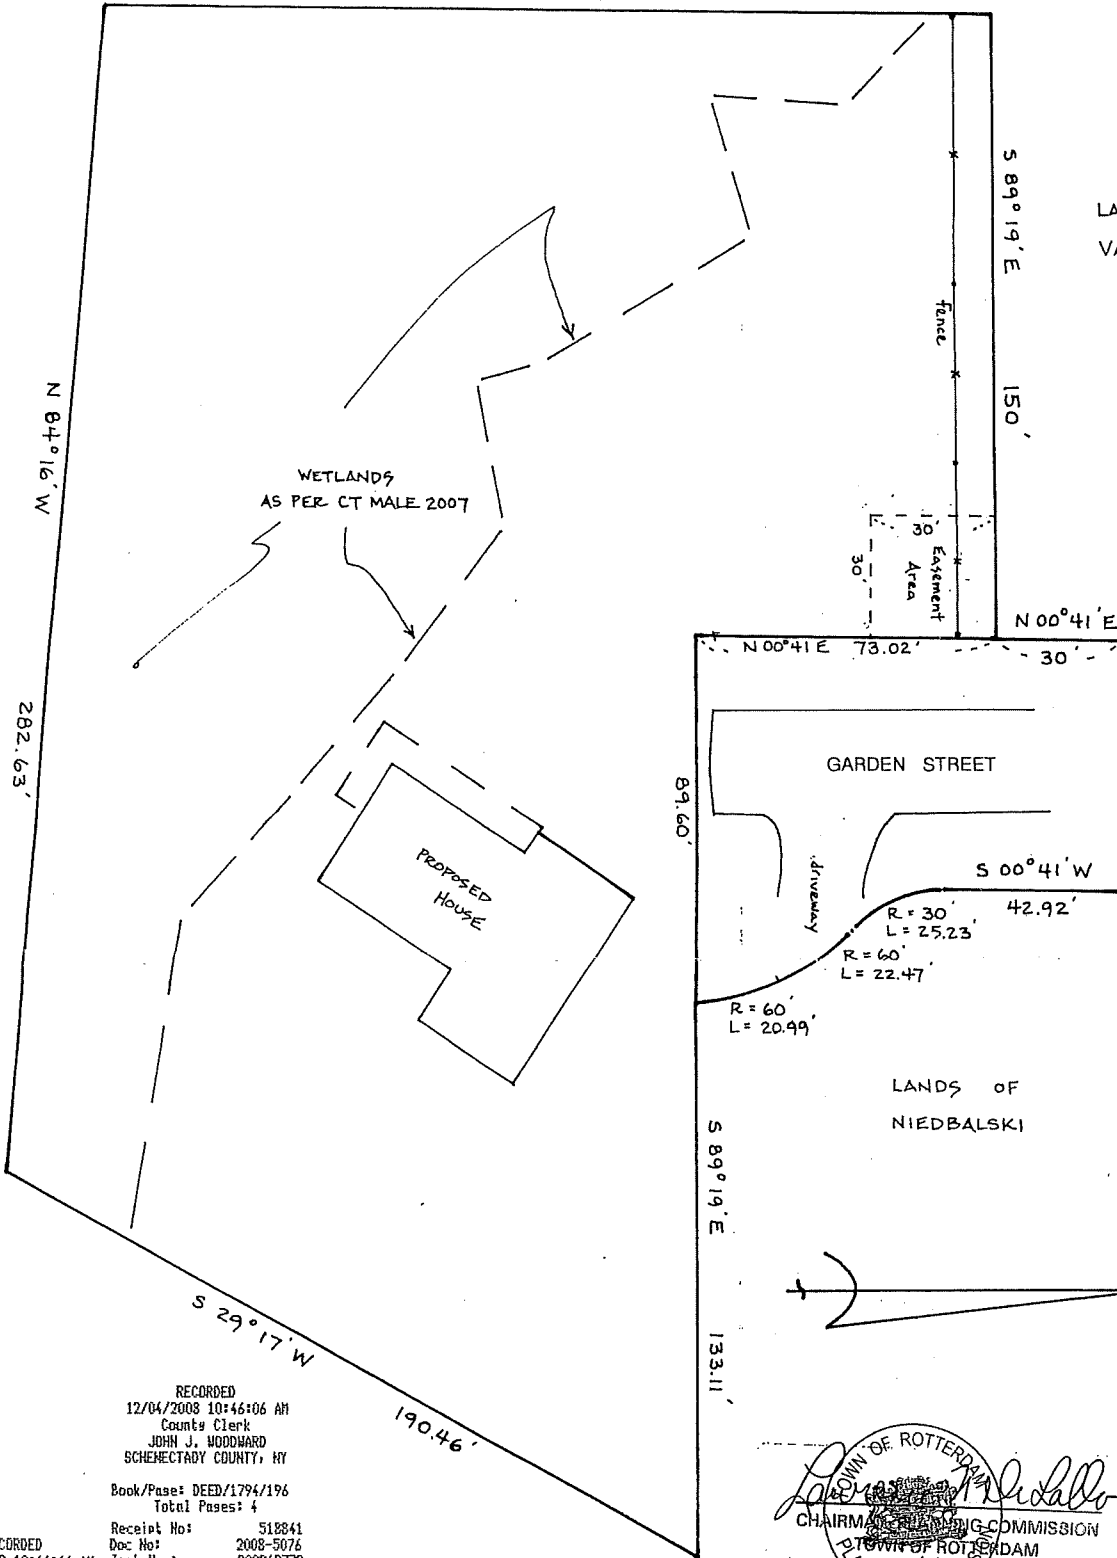 S 89°19'E 150'
LA
VA
fence
N 84°16'W 282.63'
WETLANDS
AS PER CT MALE 2007
30'
30'
Easement
Area
N 00°41'E
30'
N 00°41 E 73.02'
GARDEN STREET
89.60'
driveway
S 00°41'W
42.92'
R = 30'
L = 25.23'
R = 60'
L = 22.47'
R = 60'
L = 20.49'
PROPOSED
HOUSE
LANDS OF
NIEDBALSKI
S 89°19'E 133.11'
S 29°17'W 190.46'
RECORDED
12/04/2008 10:46:06 AM
County Clerk
JOHN J. WOODWARD
SCHENECTADY COUNTY, NY
Book/Page: DEED/1794/196
Total Pages: 4
Receipt No: 518841
CORDED Doc No: 2008-5076
TOWN OF ROTTERDAM
CHAIRMAN PLANNING COMMISSION
TOWN OF ROTTERDAM